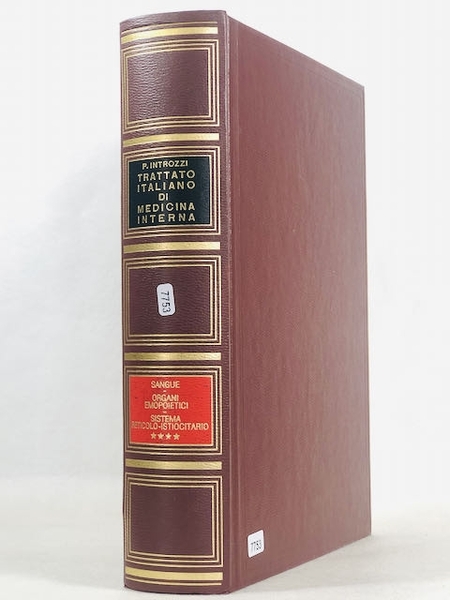 P. INTROZZI
TRATTATO
ITALIANO
DI
MEDICINA
INTERNA
7753
SANGUE
-
ORGANI
EMOPOIETICI
-
SISTEMA
RETICOLO-ISTIOCITARIO
★★★★
7753